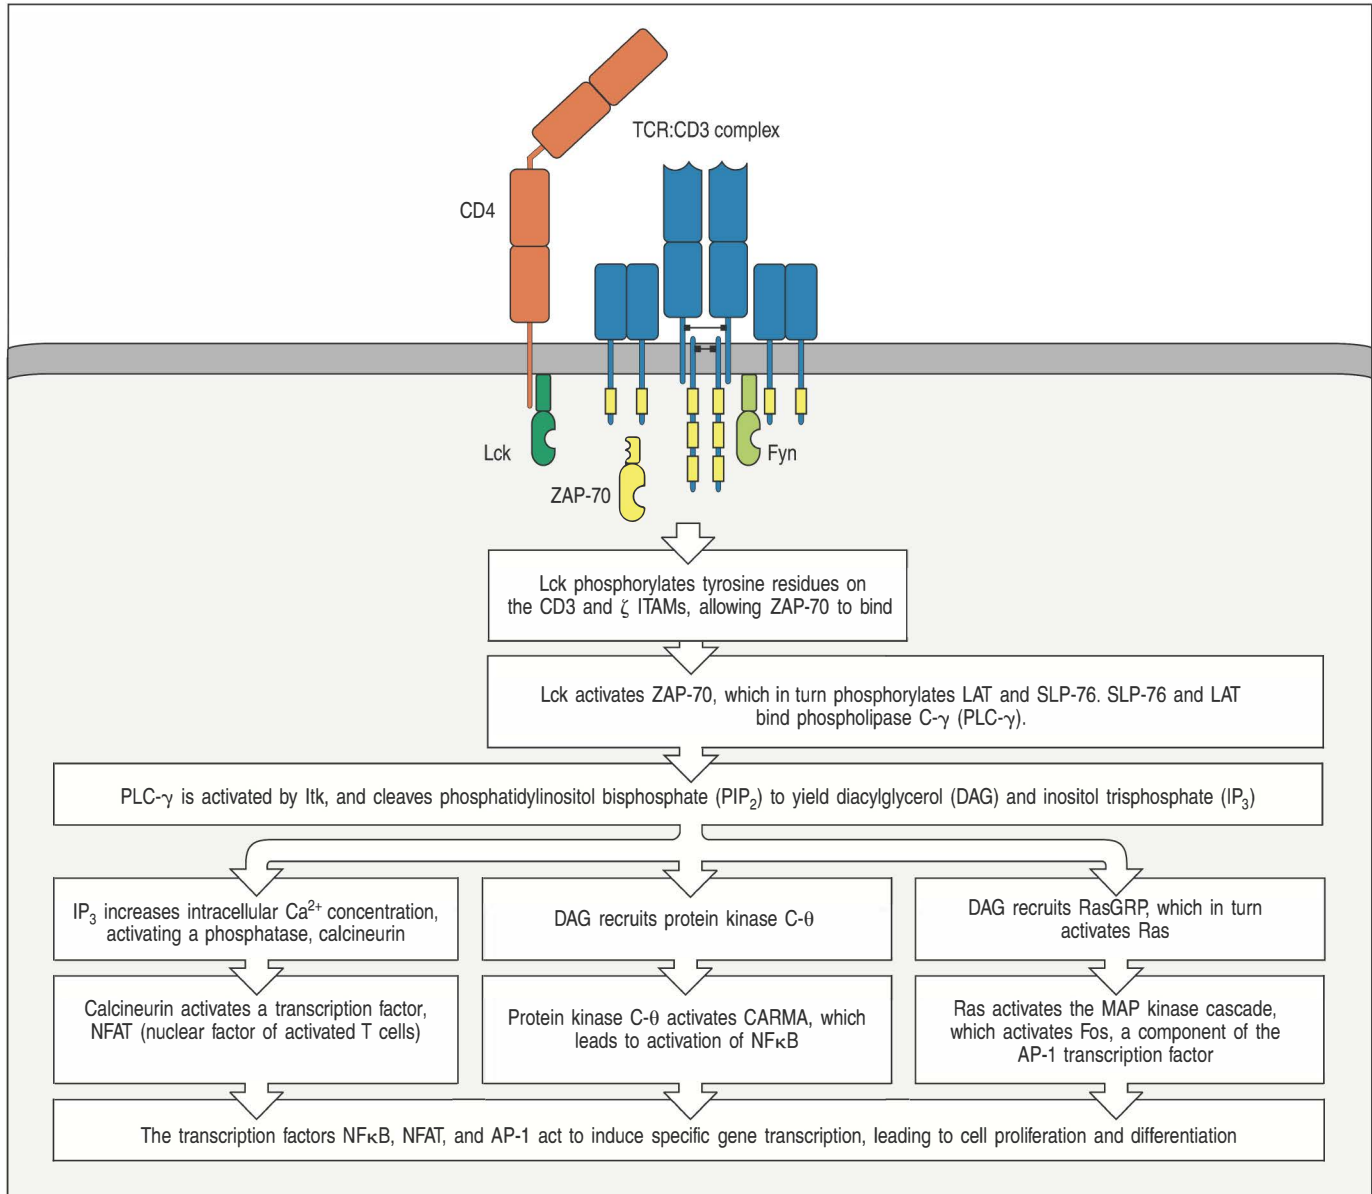 TCR:CD3 complex
CD4
Lck
Fyn
ZAP-70
Lck phosphorylates tyrosine residues on
the CD3 and ζ ITAMs, allowing ZAP-70 to bind
Lck activates ZAP-70, which in turn phosphorylates LAT and SLP-76. SLP-76 and LAT
bind phospholipase C-γ (PLC-γ).
PLC-γ is activated by Itk, and cleaves phosphatidylinositol bisphosphate (PIP₂) to yield diacylglycerol (DAG) and inositol trisphosphate (IP₃)
IP₃ increases intracellular Ca²⁺ concentration,
activating a phosphatase, calcineurin
DAG recruits protein kinase C-θ
DAG recruits RasGRP, which in turn
activates Ras
Calcineurin activates a transcription factor,
NFAT (nuclear factor of activated T cells)
Protein kinase C-θ activates CARMA, which
leads to activation of NFκB
Ras activates the MAP kinase cascade,
which activates Fos, a component of the
AP-1 transcription factor
The transcription factors NFκB, NFAT, and AP-1 act to induce specific gene transcription, leading to cell proliferation and differentiation